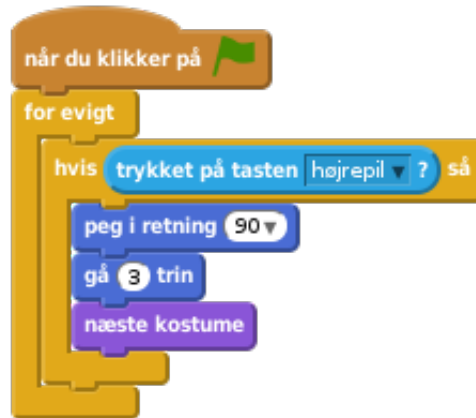 når du klikker på
for evigt
hvis trykket på tasten højrepil ? så
peg i retning 90
gå 3 trin
næste kostume